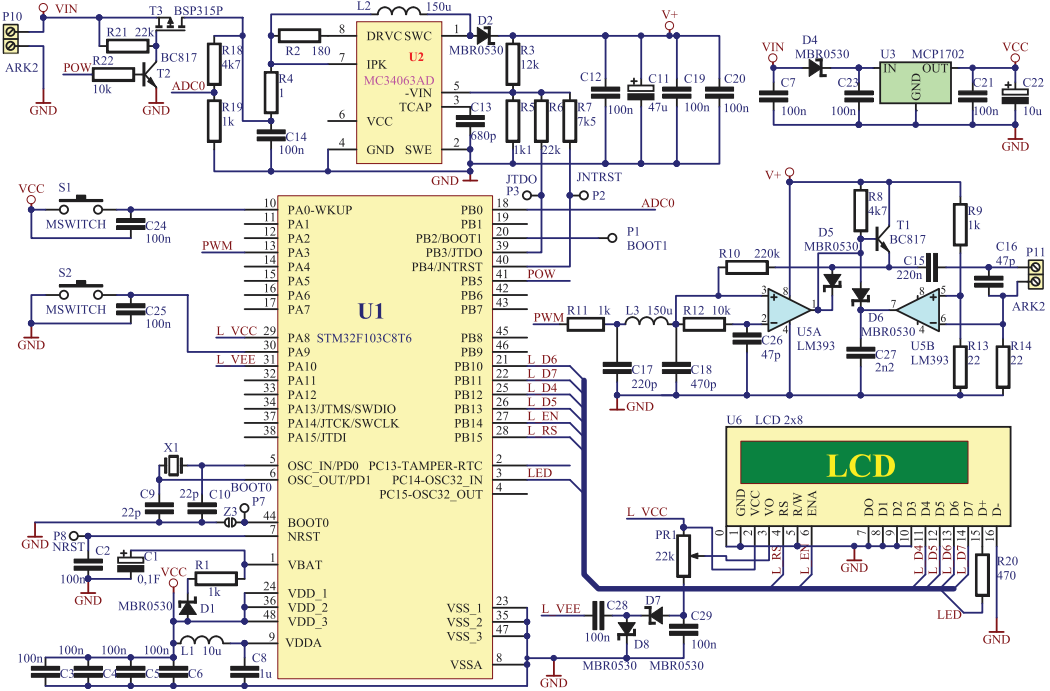 P10
VIN
ARK2
GND
T3
BSP315P
R21 22k
BC817
T2
POW
R22
10k
GND
ADC0
R18
4k7
R19
1k
L2
150u
R2 180
R4
1
C14
100n
8
7
6
4
DRVC SWC
IPK
U2
MC34063AD
-VIN
TCAP
VCC
GND SWE
1
5
3
2
D2
MBR0530
R3
12k
C13
680p
R5
1k1
R6
22k
R7
7k5
GND
C12
100n
V+
C11
47u
C19
100n
C20
100n
VIN
D4
MBR0530
C7
100n
C23
100n
U3
MCP1702
IN OUT
GND
C21
100n
VCC
C22
10u
GND
JTDO
P3
JNTRST
P2
VCC
S1
MSWITCH
C24
100n
PWM
S2
MSWITCH
C25
100n
GND
L_VCC
L_VEE
U1
STM32F103C8T6
10 PA0-WKUP
11 PA1
12 PA2
13 PA3
14 PA4
15 PA5
16 PA6
17 PA7
29 PA8
30 PA9
31 PA10
32 PA11
33 PA12
34 PA13/JTMS/SWDIO
37 PA14/JTCK/SWCLK
38 PA15/JTDI
5 OSC_IN/PD0
6 OSC_OUT/PD1
44 BOOT0
7 NRST
1 VBAT
24 VDD_1
36 VDD_2
48 VDD_3
9 VDDA
PB0 18
PB1 19
PB2/BOOT1 20
PB3/JTDO 39
PB4/JNTRST 40
PB5 41
PB6 42
PB7 43
PB8 45
PB9 46
PB10 21
PB11 22
PB12 25
PB13 26
PB14 27
PB15 28
PC13-TAMPER-RTC 2
PC14-OSC32_IN 3
PC15-OSC32_OUT 4
VSS_1 23
VSS_2 35
VSS_3 47
VSSA 8
ADC0
P1
BOOT1
POW
L_D6
L_D7
L_D4
L_D5
L_EN
L_RS
LED
X1
C9
22p
22p
C10
BOOT0
P7
Z3
GND
P8
NRST
C2
100n
C1
0,1F
GND
R1
1k
VCC
MBR0530
D1
L1 10u
100n
C3
100n
C4
100n
C5
100n
C6
C8
1u
GND
V+
R8
4k7
T1
BC817
R9
1k
D5
MBR0530
R10 220k
C15
220n
C16
47p
P11
ARK2
PWM
R11 1k
L3 150u
R12 10k
3
2
8
4
1
U5A
LM393
C26
47p
D6
MBR0530
7
8
4
5
6
U5B
LM393
C17
220p
C18
470p
C27
2n2
R13
22
R14
22
GND
U6 LCD 2x8
LCD
GND
VCC
VO
RS
R/W
ENA
DO
D1
D2
D3
D4
D5
D6
D7
D+
D-
0
1
2
3
4
5
6
7
8
9
10
11
12
13
14
15
16
L_VCC
PR1
22k
L_RS
L_EN
GND
L_D4
L_D5
L_D6
L_D7
R20
470
LED
GND
L_VEE
C28
100n
D7
D8
MBR0530
C29
100n
MBR0530